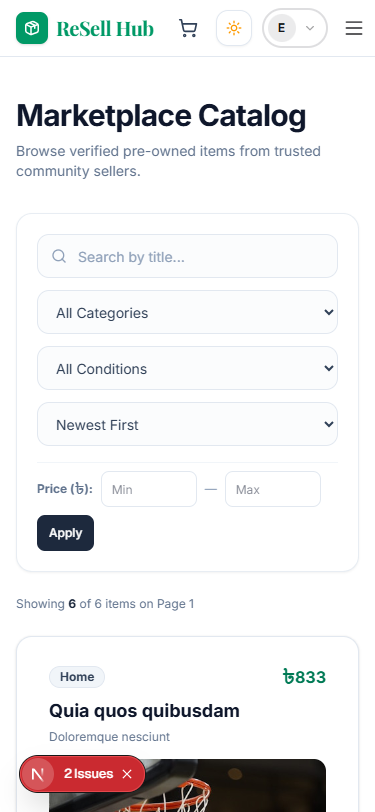 ReSell Hub
E
Marketplace Catalog
Browse verified pre-owned items from trusted
community sellers.
Search by title...
All Categories
All Conditions
Newest First
Price (৳):
Min
—
Max
Apply
Showing 6 of 6 items on Page 1
Home
৳833
Quia quos quibusdam
Doloremque nesciunt
N
2 Issues